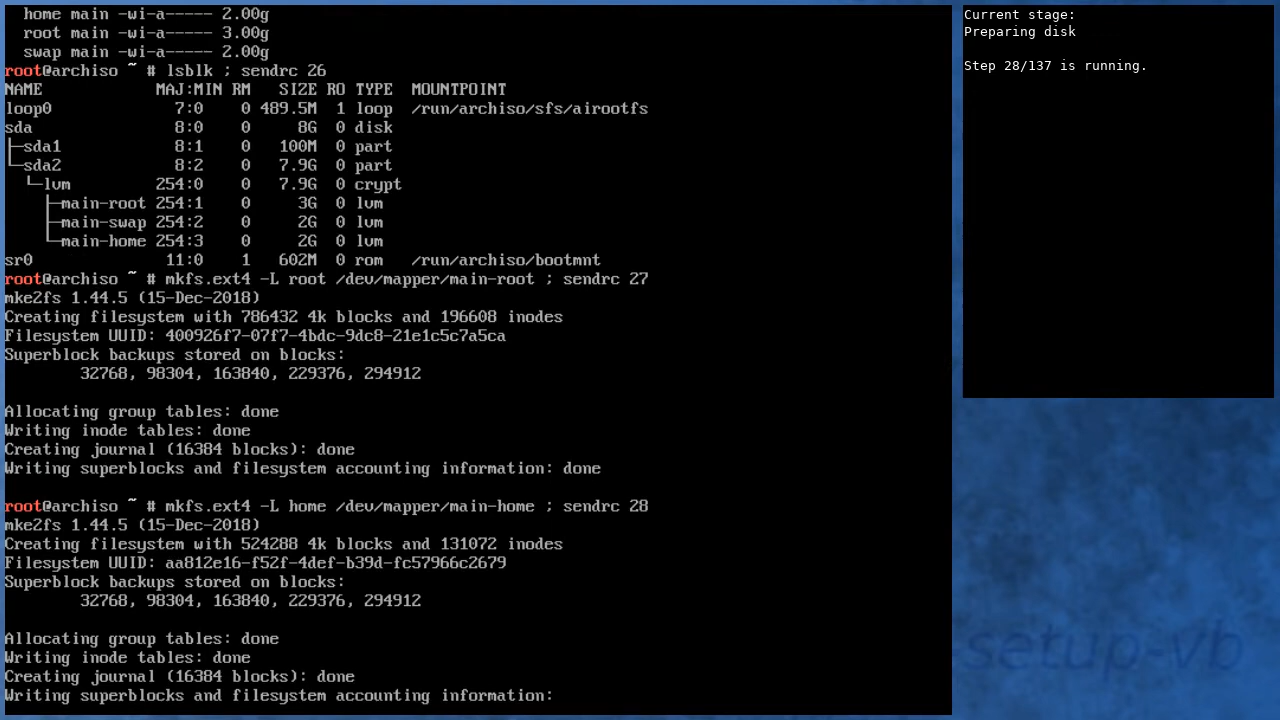 home main -wi-a----- 2.00g
  root main -wi-a----- 3.00g
  swap main -wi-a----- 2.00g
root@archiso ~ # lsblk ; sendrc 26
NAME            MAJ:MIN RM   SIZE RO TYPE  MOUNTPOINT
loop0             7:0    0 489.5M  1 loop  /run/archiso/sfs/airootfs
sda               8:0    0     8G  0 disk
├─sda1            8:1    0   100M  0 part
└─sda2            8:2    0   7.9G  0 part
  └─lvm         254:0    0   7.9G  0 crypt
    ├─main-root 254:1    0     3G  0 lvm
    ├─main-swap 254:2    0     2G  0 lvm
    └─main-home 254:3    0     2G  0 lvm
sr0              11:0    1   602M  0 rom   /run/archiso/bootmnt
root@archiso ~ # mkfs.ext4 -L root /dev/mapper/main-root ; sendrc 27
mke2fs 1.44.5 (15-Dec-2018)
Creating filesystem with 786432 4k blocks and 196608 inodes
Filesystem UUID: 400926f7-07f7-4bdc-9dc8-21e1c5c7a5ca
Superblock backups stored on blocks:
        32768, 98304, 163840, 229376, 294912

Allocating group tables: done
Writing inode tables: done
Creating journal (16384 blocks): done
Writing superblocks and filesystem accounting information: done

root@archiso ~ # mkfs.ext4 -L home /dev/mapper/main-home ; sendrc 28
mke2fs 1.44.5 (15-Dec-2018)
Creating filesystem with 524288 4k blocks and 131072 inodes
Filesystem UUID: aa812e16-f52f-4def-b39d-fc57966c2679
Superblock backups stored on blocks:
        32768, 98304, 163840, 229376, 294912

Allocating group tables: done
Writing inode tables: done
Creating journal (16384 blocks): done
Writing superblocks and filesystem accounting information:
Current stage:
Preparing disk

Step 28/137 is running.
setup-vb